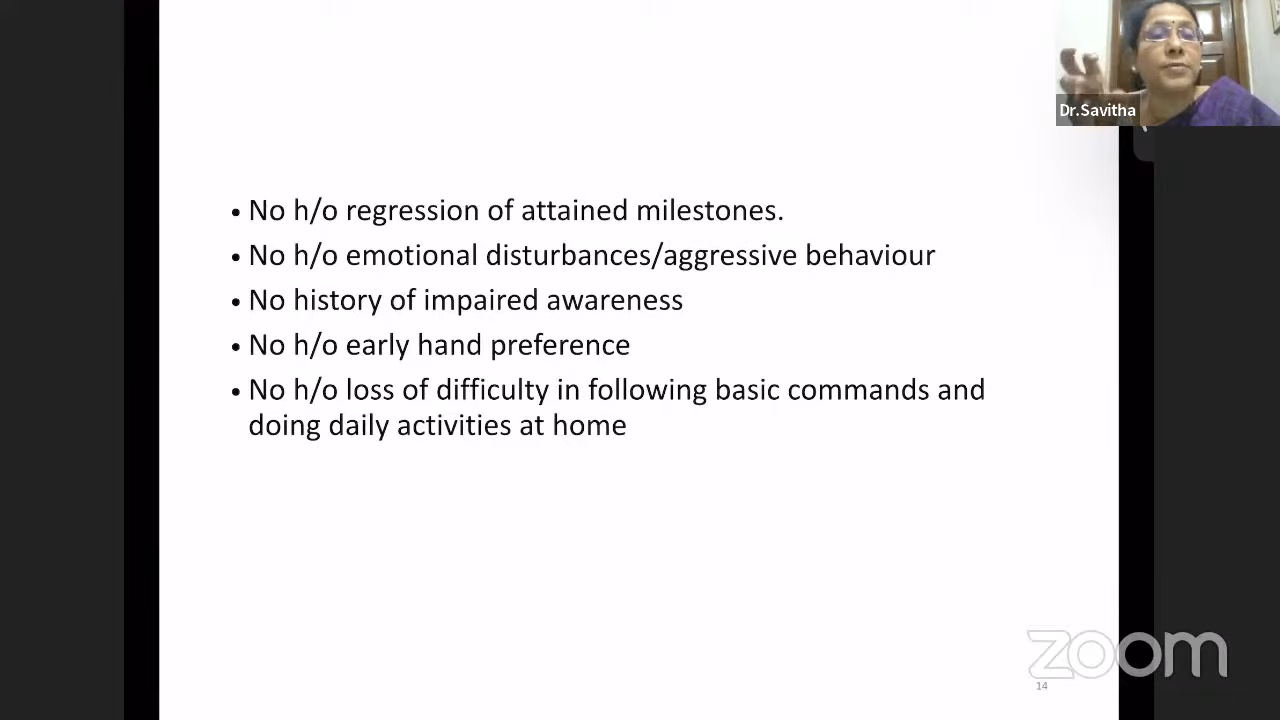 Dr.Savitha
• No h/o regression of attained milestones.
• No h/o emotional disturbances/aggressive behaviour
• No history of impaired awareness
• No h/o early hand preference
• No h/o loss of difficulty in following basic commands and
doing daily activities at home
zoom
14